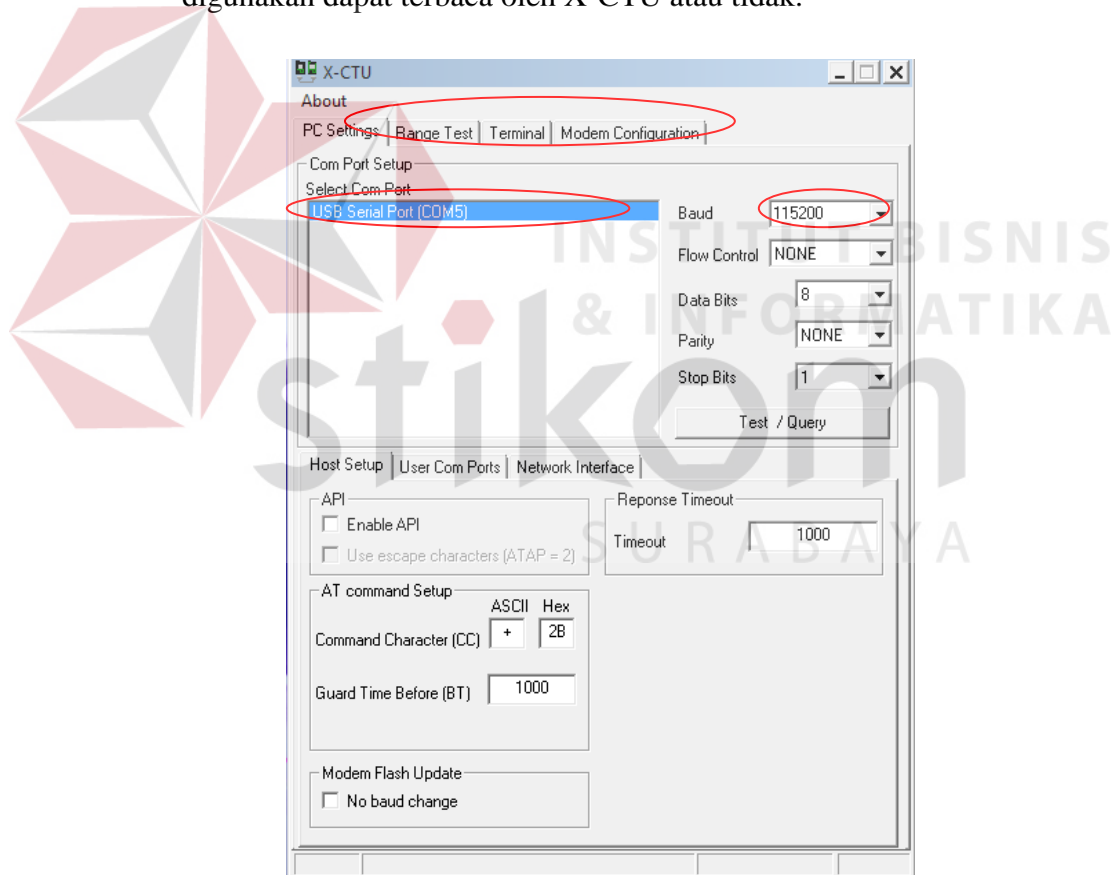 digunakan dapat terbaca oleh X-CTU atau tidak.
X-CTU
About
PC Settings Range Test Terminal Modem Configuration
Com Port Setup
Select Com Port
USB Serial Port (COM5)
Baud 115200
Flow Control NONE
Data Bits 8
Parity NONE
Stop Bits 1
Test / Query
Host Setup User Com Ports Network Interface
API
Enable API
Use escape characters (ATAP = 2)
Reponse Timeout
Timeout 1000
AT command Setup
ASCII Hex
Command Character (CC) + 2B
Guard Time Before (BT) 1000
Modem Flash Update
No baud change
INSTITUT BISNIS
& INFORMATIKA
stikom
SURABAYA